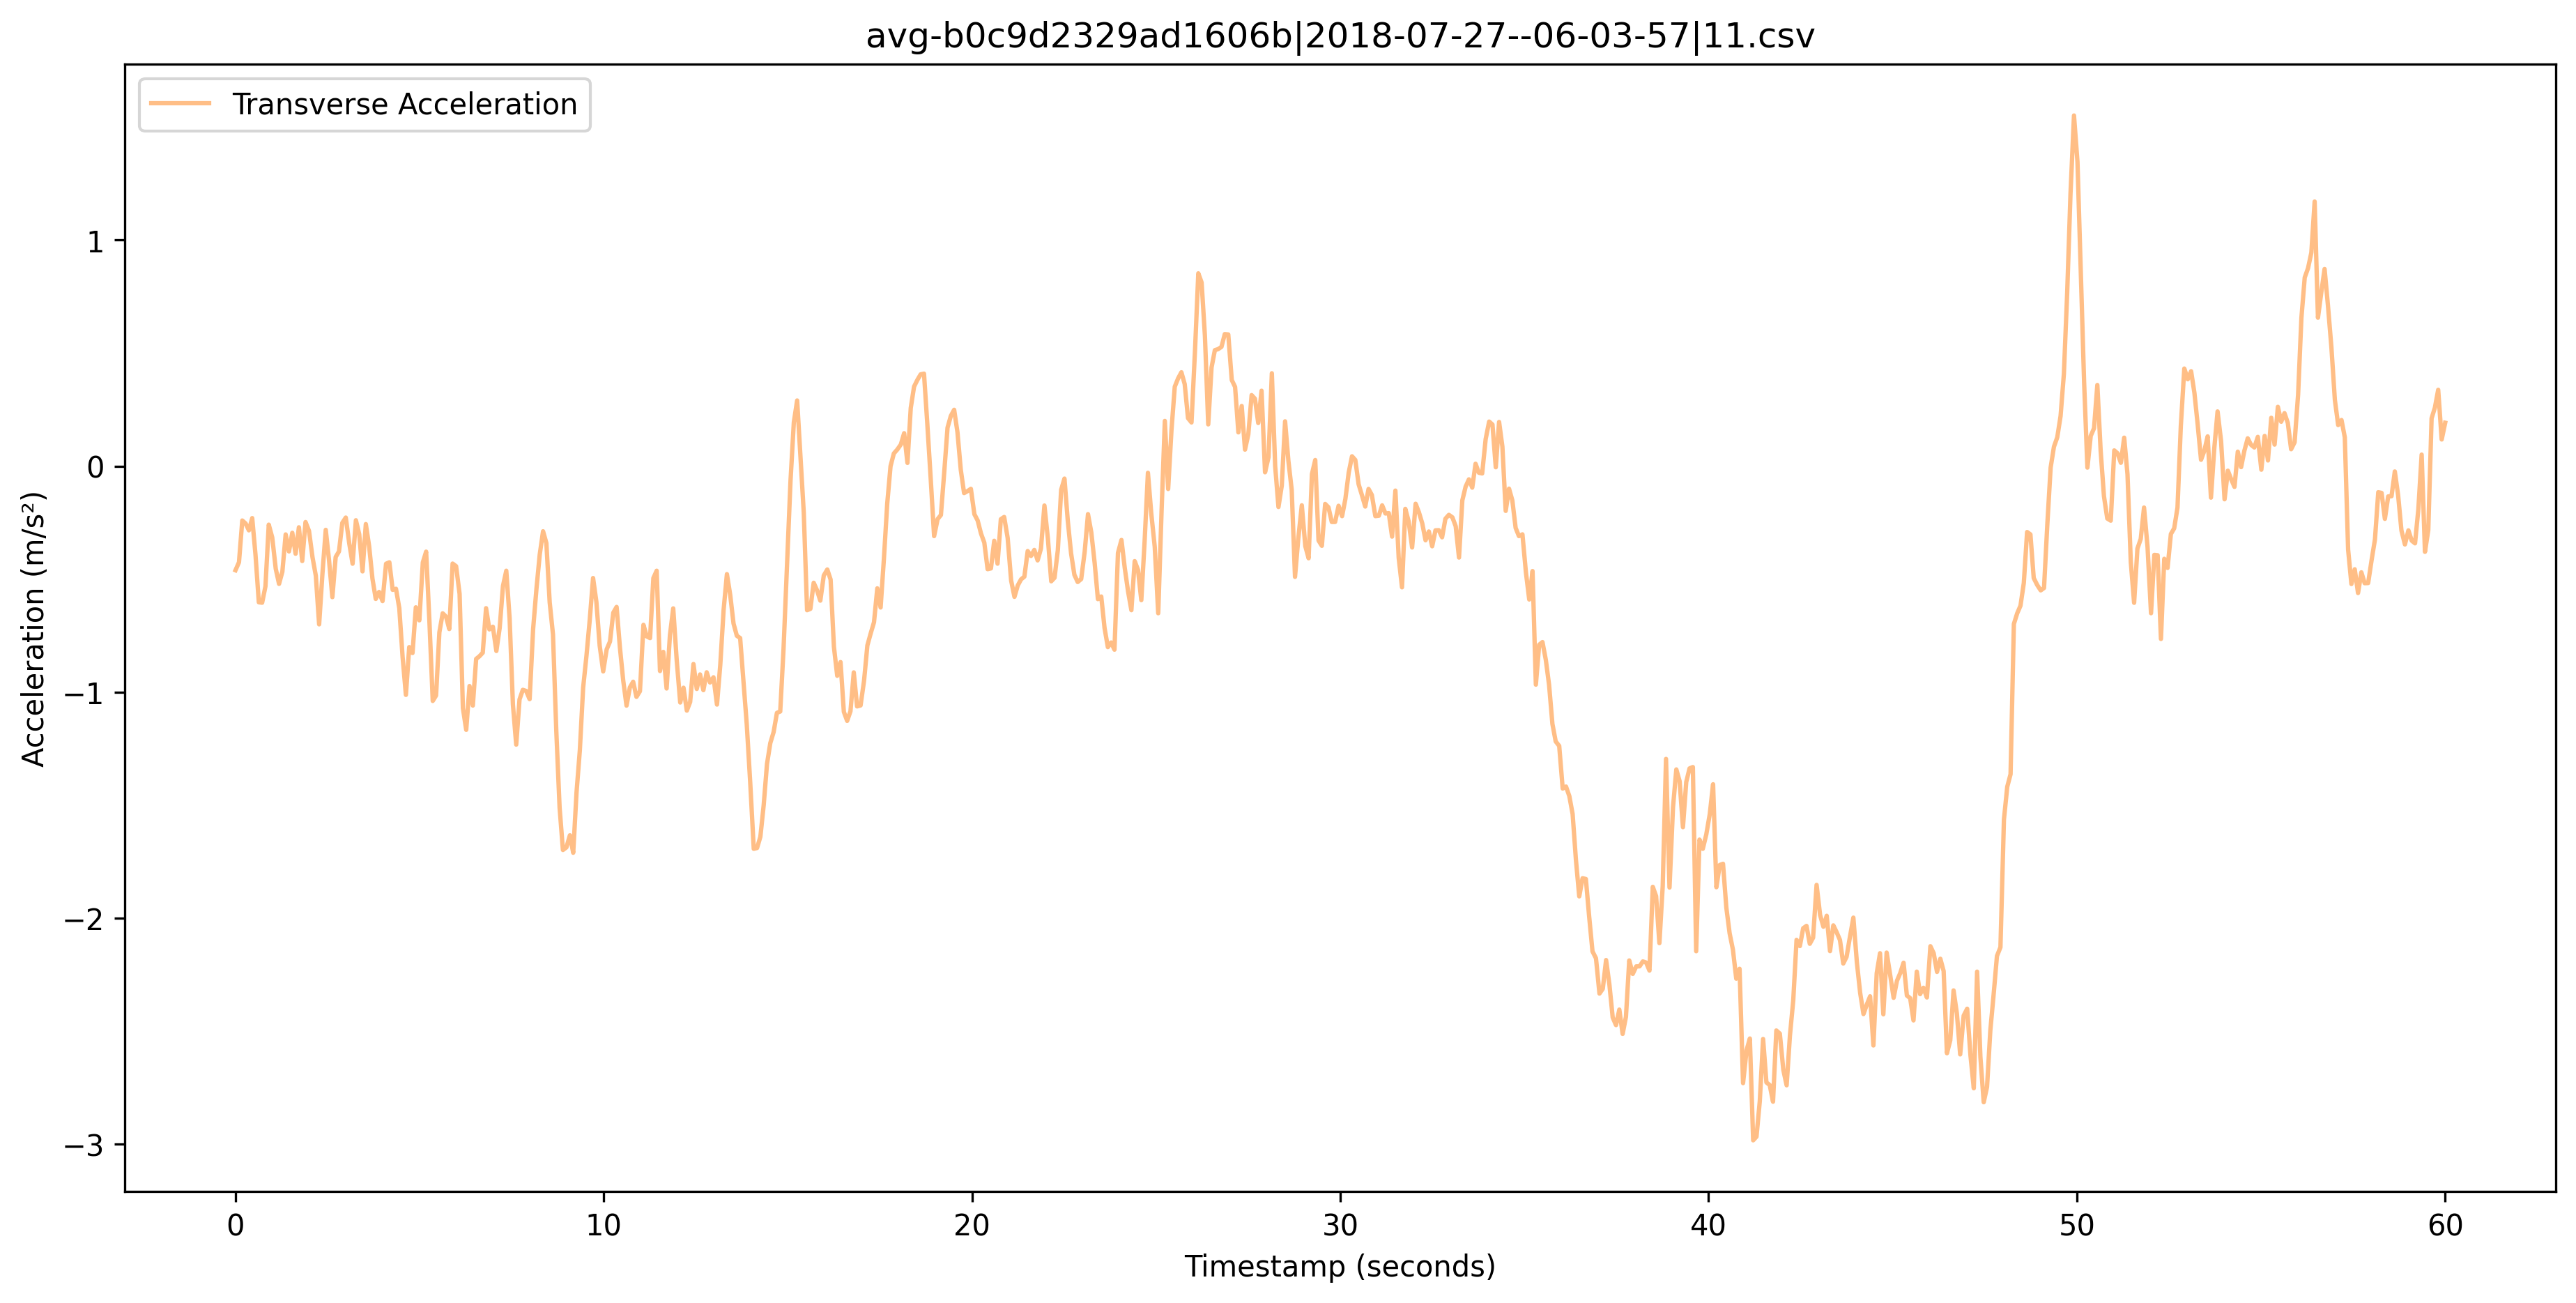 avg-b0c9d2329ad1606b|2018-07-27--06-03-57|11.csv
Transverse Acceleration
Acceleration (m/s²)
1
0
−1
−2
−3
0 10 20 30 40 50 60
Timestamp (seconds)